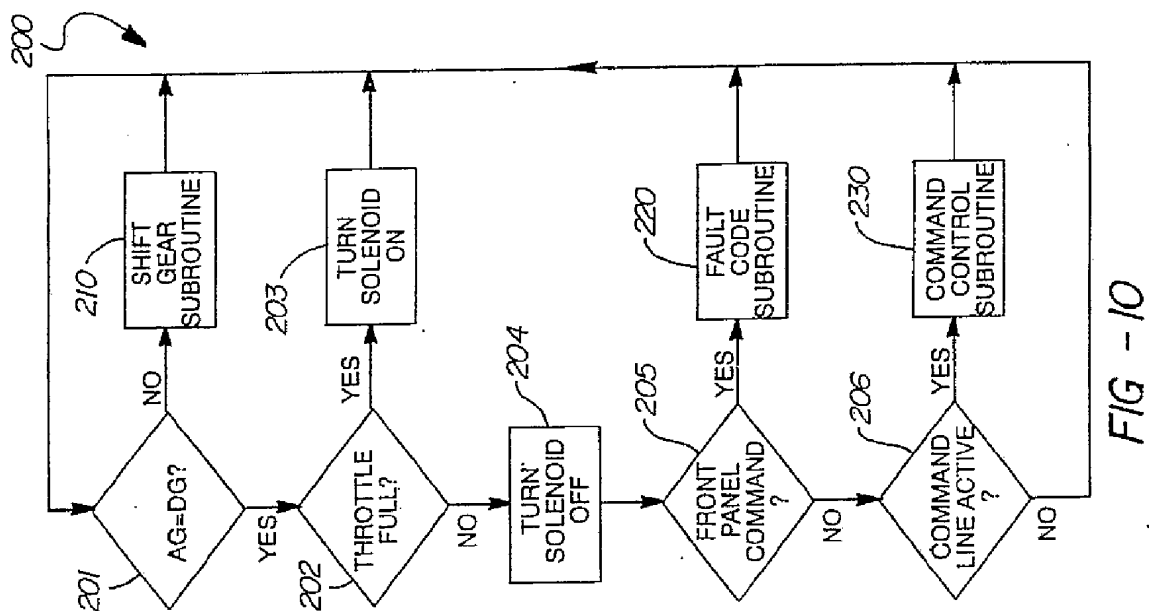 200
201
AG=DG?
NO
210
SHIFT
GEAR
SUBROUTINE
YES
202
THROTTLE
FULL?
YES
203
TURN
SOLENOID
ON
NO
204
TURN
SOLENOID
OFF
205
FRONT
PANEL
COMMAND
?
YES
220
FAULT
CODE
SUBROUTINE
NO
206
COMMAND
LINE ACTIVE
?
YES
230
COMMAND
CONTROL
SUBROUTINE
NO
FIG -10